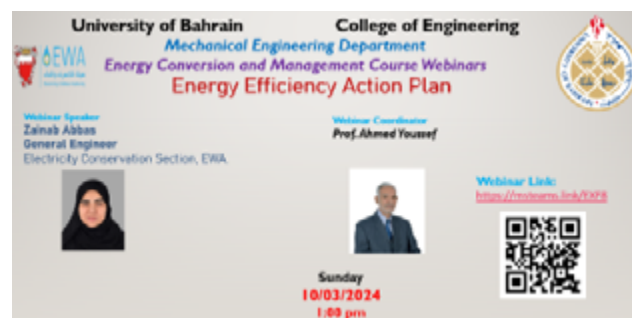 University of Bahrain College of Engineering
Mechanical Engineering Department
Energy Conversion and Management Course Webinars
Energy Efficiency Action Plan
EWA
Webinar Speaker
Zainab Abbas
General Engineer
Electricity Conservation Section, EWA
Webinar Coordinator
Prof. Ahmed Youssef
Webinar Link:
Sunday
10/03/2024
1:00 pm